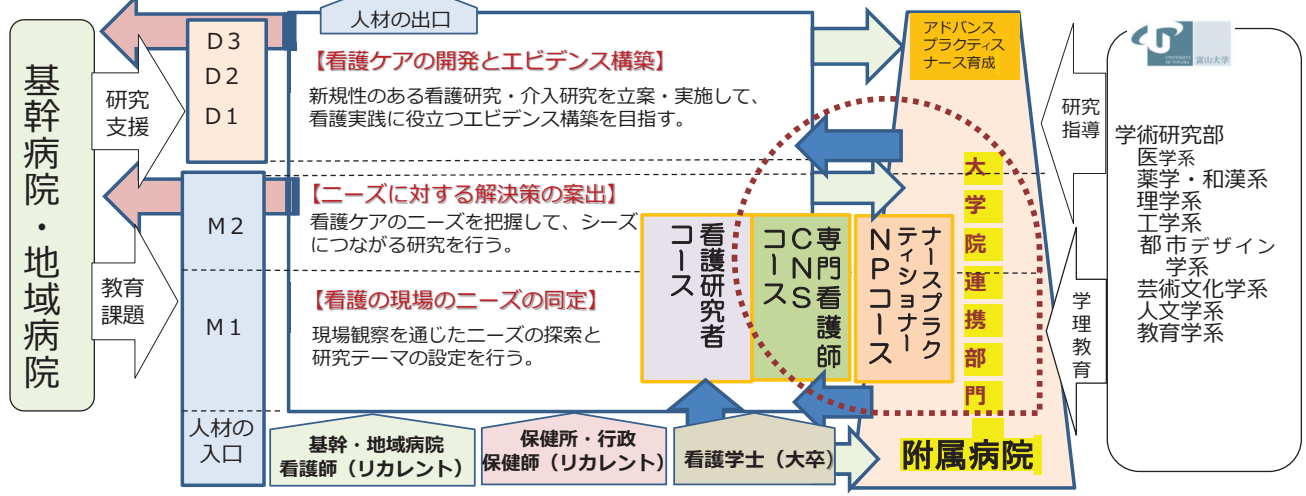 基幹病院・地域病院
研究
支援
教育
課題
D3
D2
D1
M2
M1
人材の
入口
人材の出口
【看護ケアの開発とエビデンス構築】
新規性のある看護研究・介入研究を立案・実施して、
看護実践に役立つエビデンス構築を目指す。
【ニーズに対する解決策の案出】
看護ケアのニーズを把握して、シーズ
につながる研究を行う。
【看護の現場のニーズの同定】
現場観察を通じたニーズの探索と
研究テーマの設定を行う。
看護研究者
コース
専門看護師
CNS
コース
ナースプラク
ティショナー
NPコース
基幹・地域病院
看護師（リカレント）
保健所・行政
保健師（リカレント）
看護学士（大卒）
アドバンス
プラクティス
ナース育成
大学院連携部門
附属病院
研究
指導
学理教育
富山大学
学術研究部
医学系
薬学・和漢系
理学系
工学系
都市デザイン
学系
芸術文化学系
人文学系
教育学系